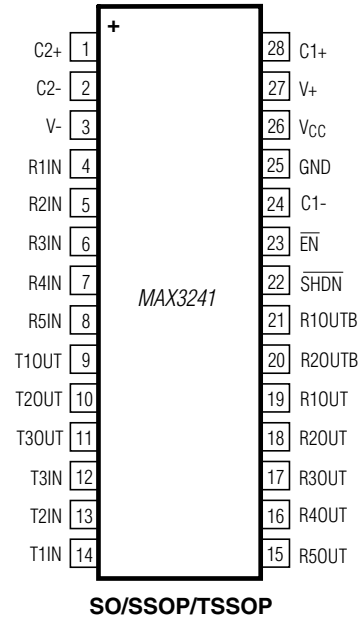 +
C2+ 1 28 C1+
C2- 2 27 V+
V- 3 26 VCC
R1IN 4 25 GND
R2IN 5 24 C1-
R3IN 6 23 E̅N̅
R4IN 7 22 S̅H̅D̅N̅
MAX3241
R5IN 8 21 R1OUTB
T1OUT 9 20 R2OUTB
T2OUT 10 19 R1OUT
T3OUT 11 18 R2OUT
T3IN 12 17 R3OUT
T2IN 13 16 R4OUT
T1IN 14 15 R5OUT
SO/SSOP/TSSOP